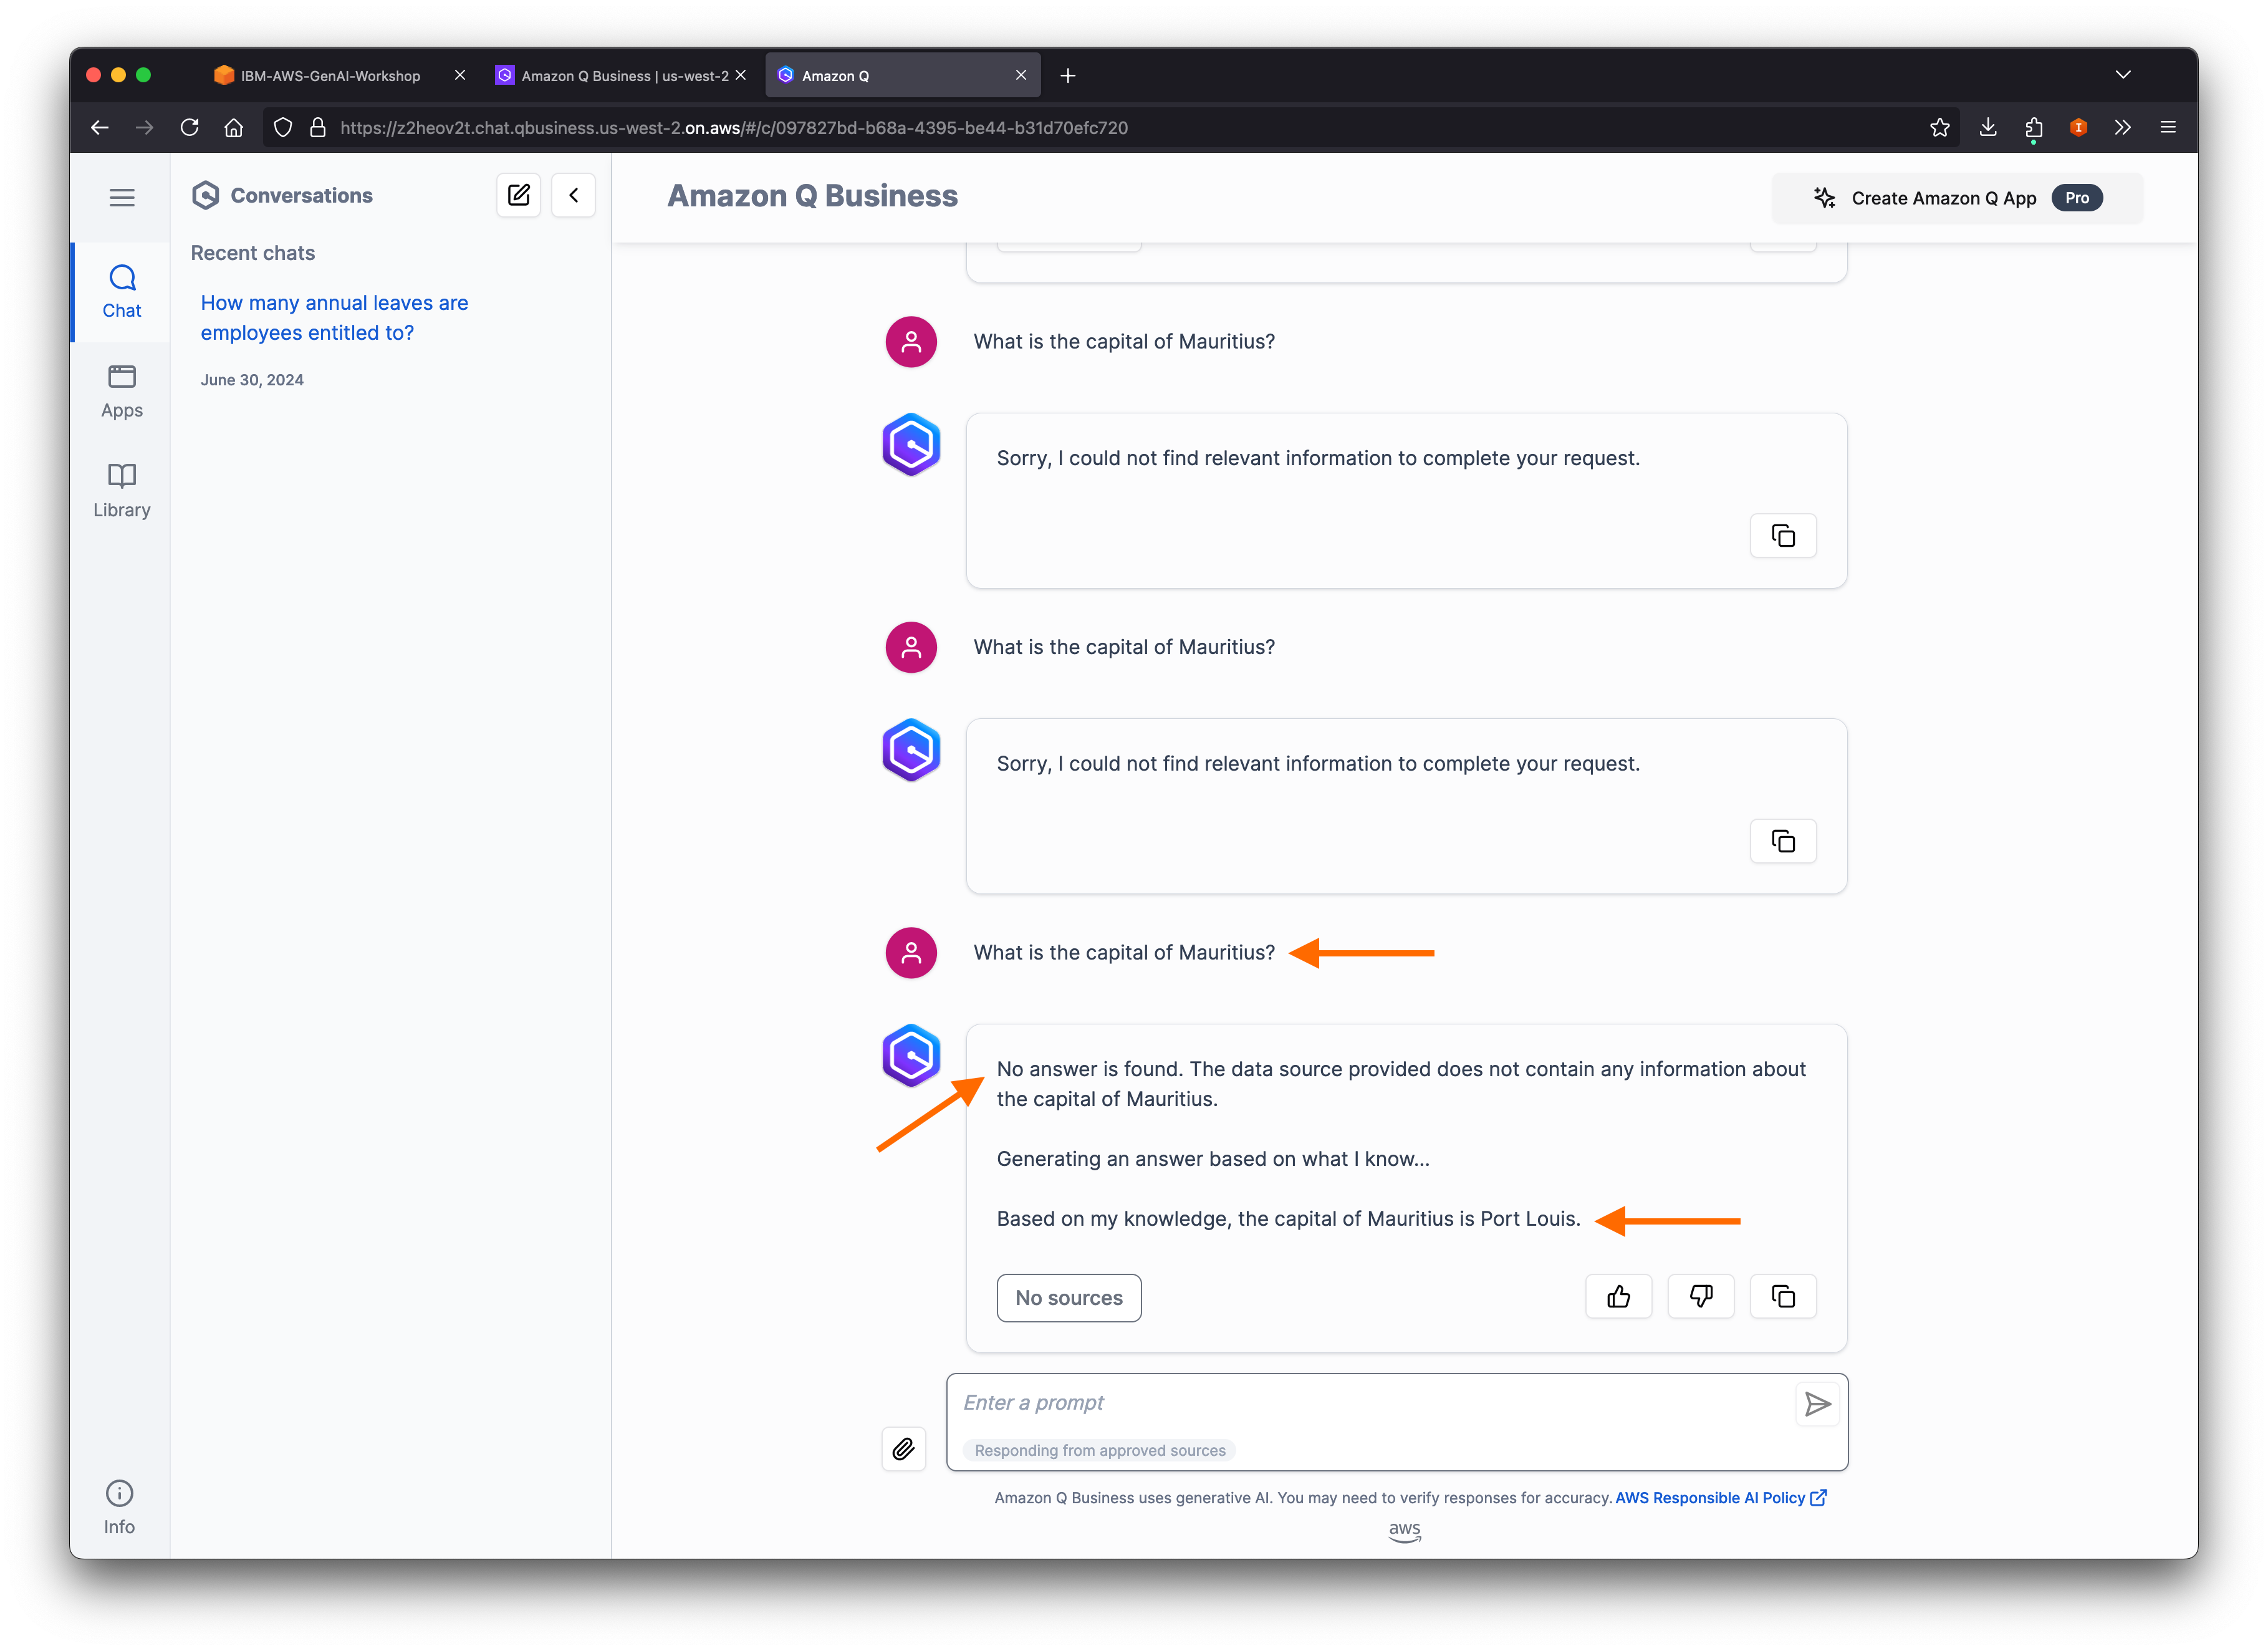 IBM-AWS-GenAI-Workshop
Amazon Q Business | us-west-2
Amazon Q
https://z2heov2t.chat.qbusiness.us-west-2.on.aws/#/c/097827bd-b68a-4395-be44-b31d70efc720
Conversations
Amazon Q Business
Create Amazon Q App Pro
Recent chats
How many annual leaves are
employees entitled to?
June 30, 2024
Chat
Apps
Library
What is the capital of Mauritius?
Sorry, I could not find relevant information to complete your request.
What is the capital of Mauritius?
Sorry, I could not find relevant information to complete your request.
What is the capital of Mauritius?
No answer is found. The data source provided does not contain any information about
the capital of Mauritius.
Generating an answer based on what I know...
Based on my knowledge, the capital of Mauritius is Port Louis.
No sources
Enter a prompt
Responding from approved sources
Amazon Q Business uses generative AI. You may need to verify responses for accuracy. AWS Responsible AI Policy
aws
Info